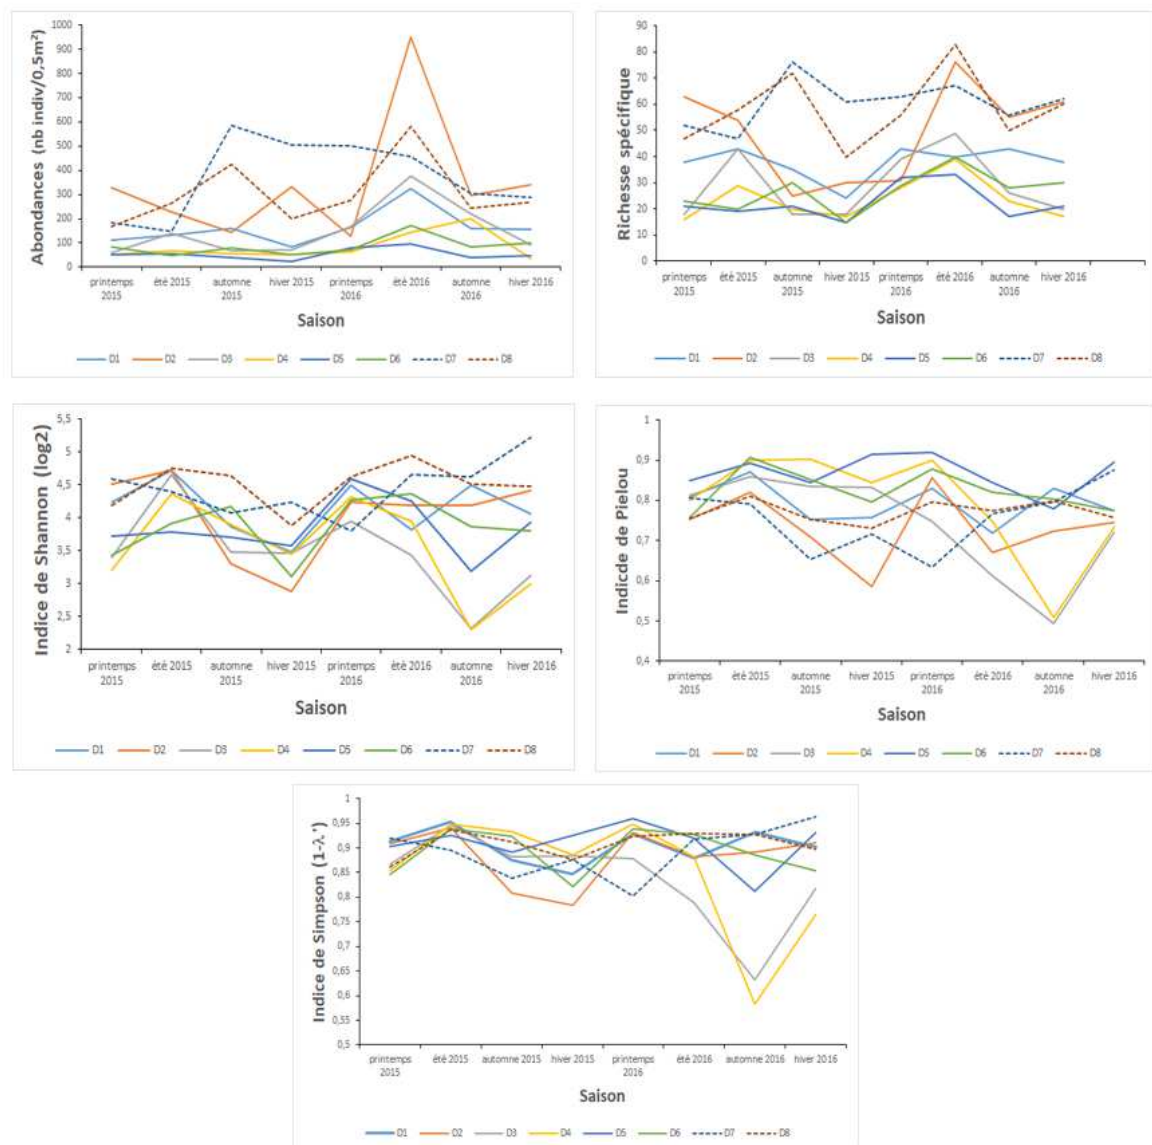 Abondances (nb indiv/0,5m²)
1000
900
800
700
600
500
400
300
200
100
0
printemps 2015
été 2015
automne 2015
hiver 2015
printemps 2016
été 2016
automne 2016
hiver 2016
Saison
D1 D2 D3 D4 D5 D6 D7 D8
Richesse spécifique
90
80
70
60
50
40
30
20
10
0
printemps 2015
été 2015
automne 2015
hiver 2015
printemps 2016
été 2016
automne 2016
hiver 2016
Saison
D1 D2 D3 D4 D5 D6 D7 D8
Indice de Shannon (log2)
5,5
5
4,5
4
3,5
3
2,5
2
printemps 2015
été 2015
automne 2015
hiver 2015
printemps 2016
été 2016
automne 2016
hiver 2016
Saison
D1 D2 D3 D4 D5 D6 D7 D8
Indicde de Pielou
1
0,9
0,8
0,7
0,6
0,5
0,4
printemps 2015
été 2015
automne 2015
hiver 2015
printemps 2016
été 2016
automne 2016
hiver 2016
Saison
D1 D2 D3 D4 D5 D6 D7 D8
Indice de Simpson (1-λ')
1
0,95
0,9
0,85
0,8
0,75
0,7
0,65
0,6
0,55
0,5
printemps 2015
été 2015
automne 2015
hiver 2015
printemps 2016
été 2016
automne 2016
hiver 2016
Saison
D1 D2 D3 D4 D5 D6 D7 D8